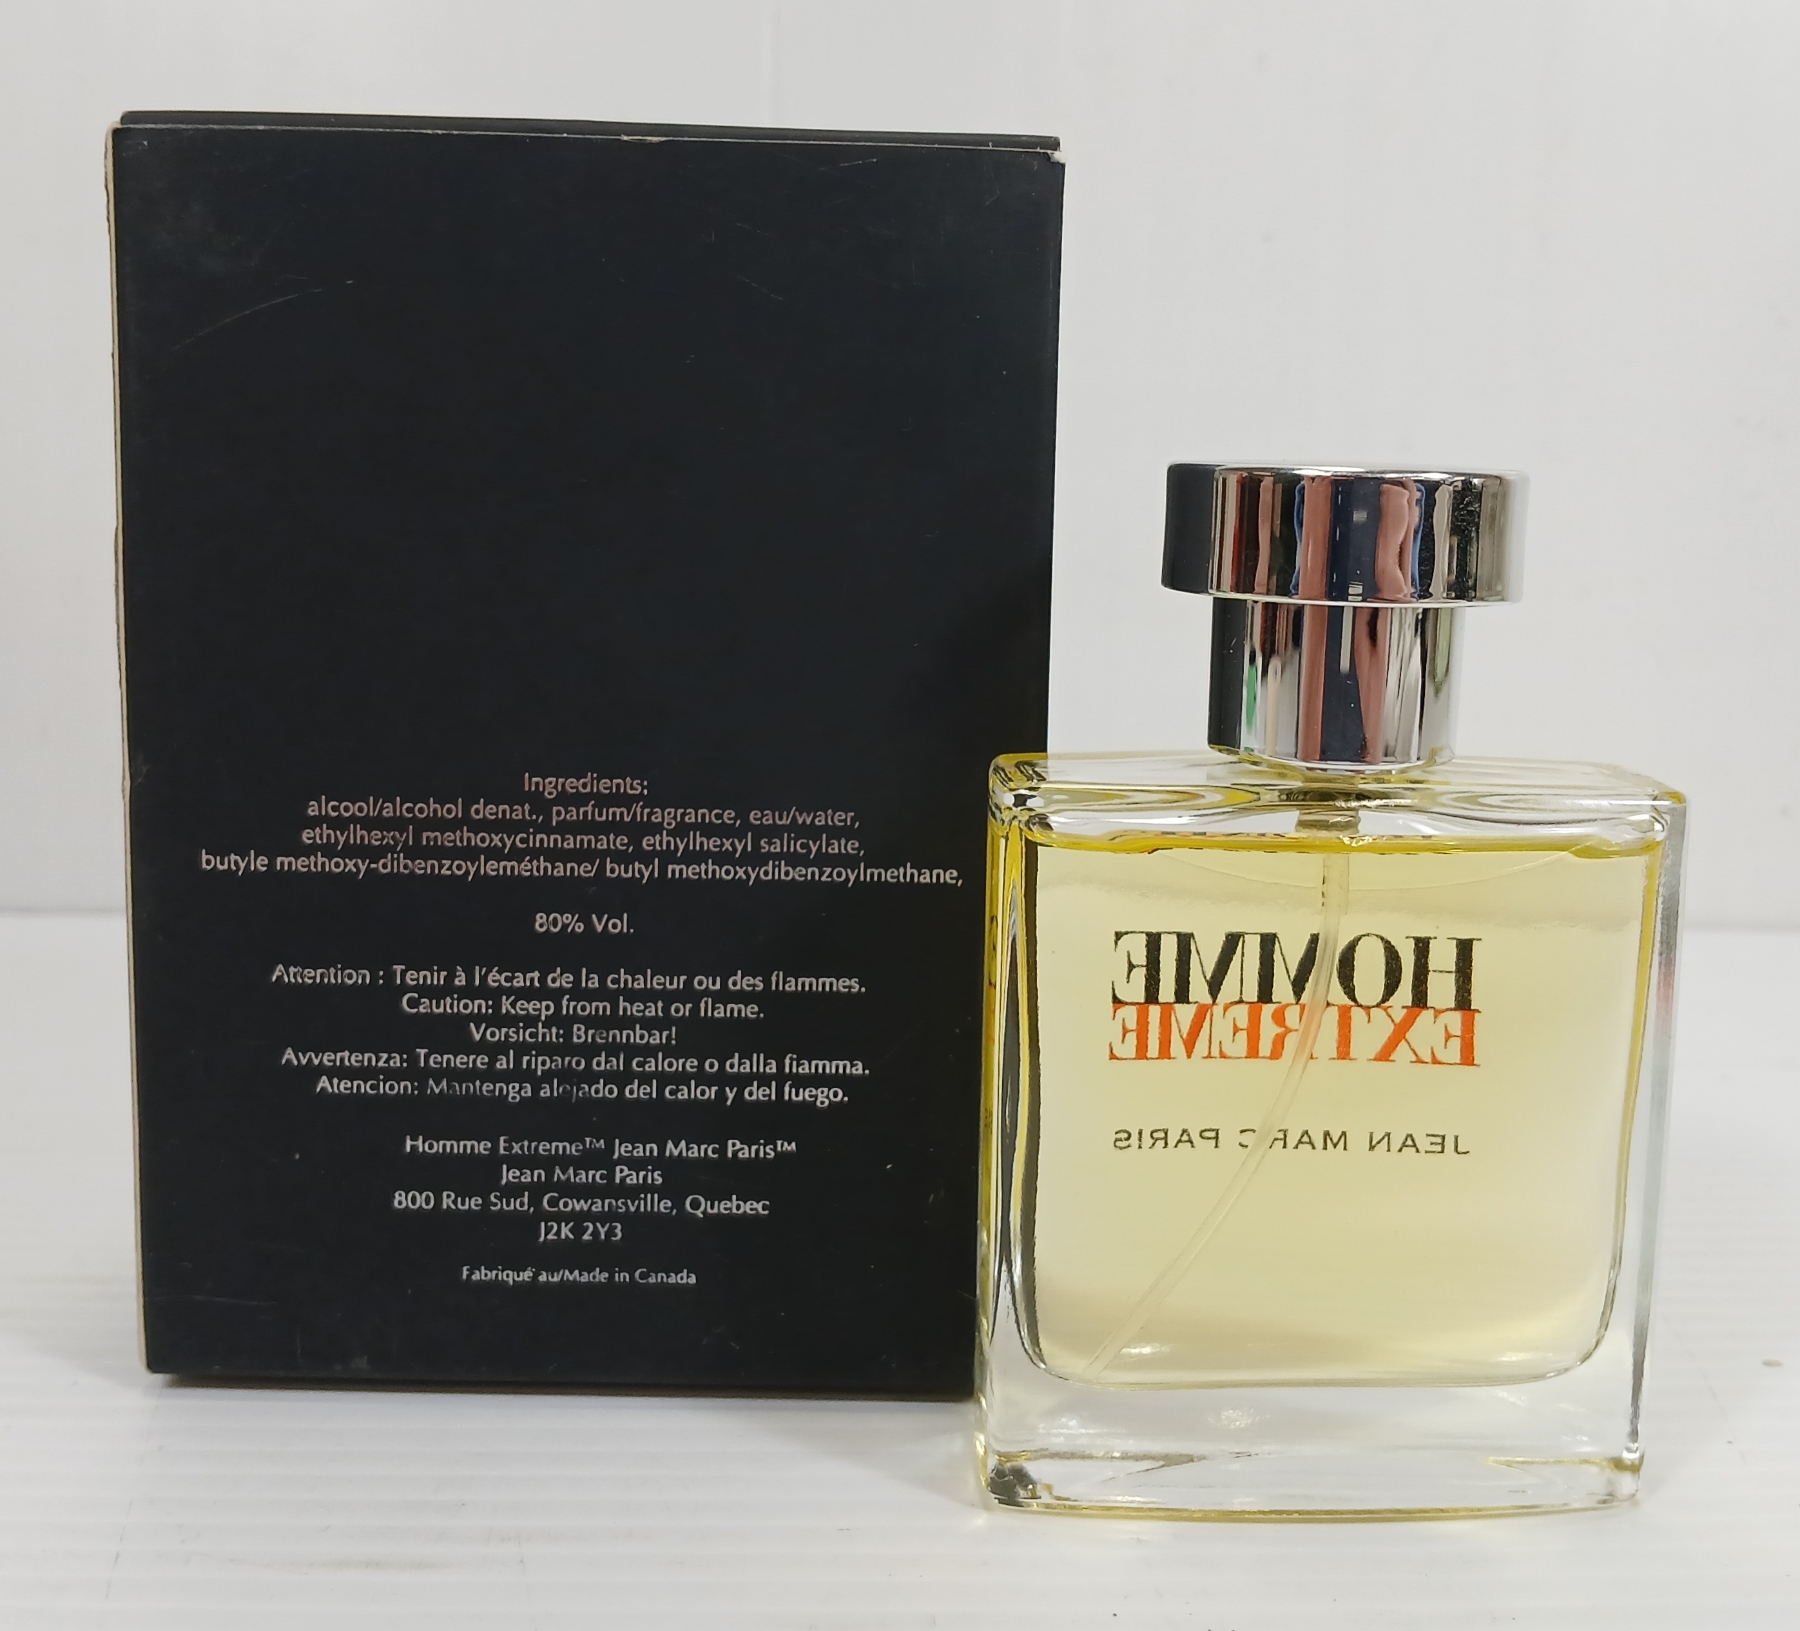 Ingredients:
alcool/alcohol denat., parfum/fragrance, eau/water,
ethylhexyl methoxycinnamate, ethylhexyl salicylate,
butyle methoxy-dibenzoyleméthane/ butyl methoxydibenzoylmethane,
80% Vol.
Attention : Tenir à l'écart de la chaleur ou des flammes.
Caution: Keep from heat or flame.
Vorsicht: Brennbar!
Avvertenza: Tenere al riparo dal calore o dalla fiamma.
Atencion: Mantenga alejado del calor y del fuego.
Homme Extreme™ Jean Marc Paris™
Jean Marc Paris
800 Rue Sud, Cowansville, Quebec
J2K 2Y3
Fabriqué au/Made in Canada
HOMME
EXTREME
JEAN MARC PARIS